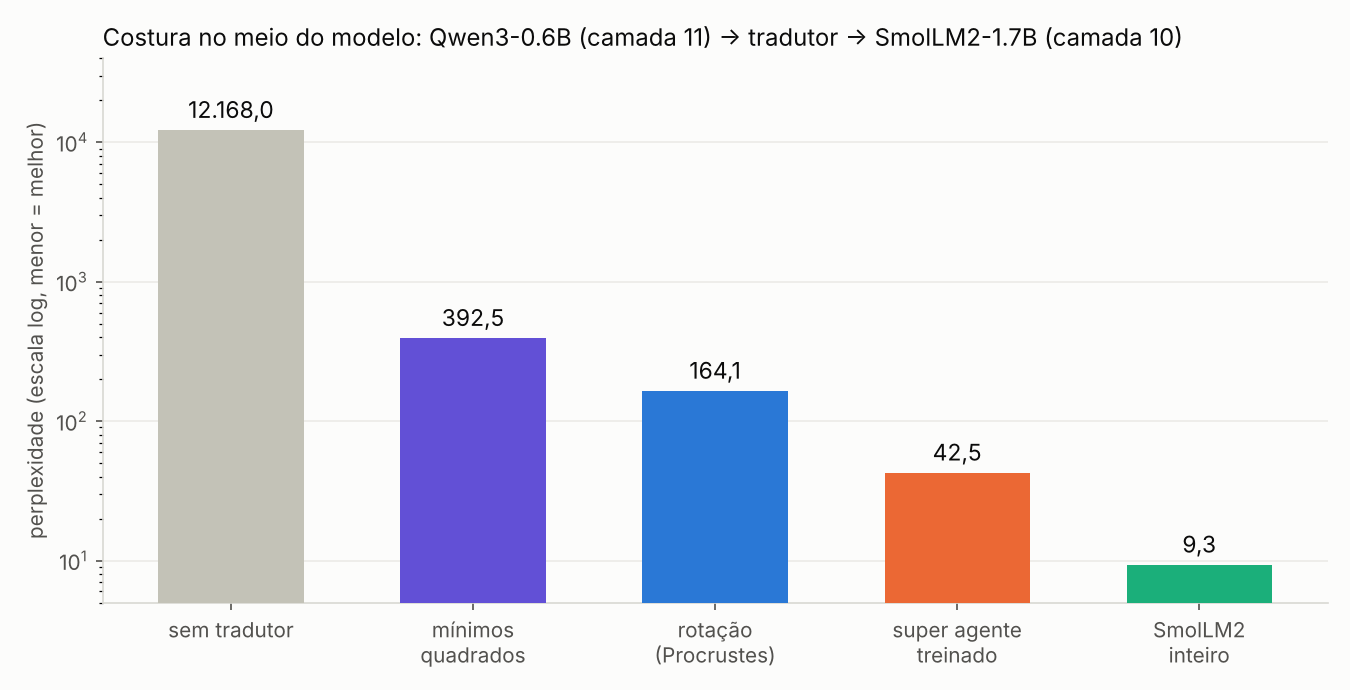 Costura no meio do modelo: Qwen3-0.6B (camada 11) → tradutor → SmolLM2-1.7B (camada 10)
perplexidade (escala log, menor = melhor)
10⁴
10³
10²
10¹
12.168,0
392,5
164,1
42,5
9,3
sem tradutor
mínimos
quadrados
rotação
(Procrustes)
super agente
treinado
SmolLM2
inteiro